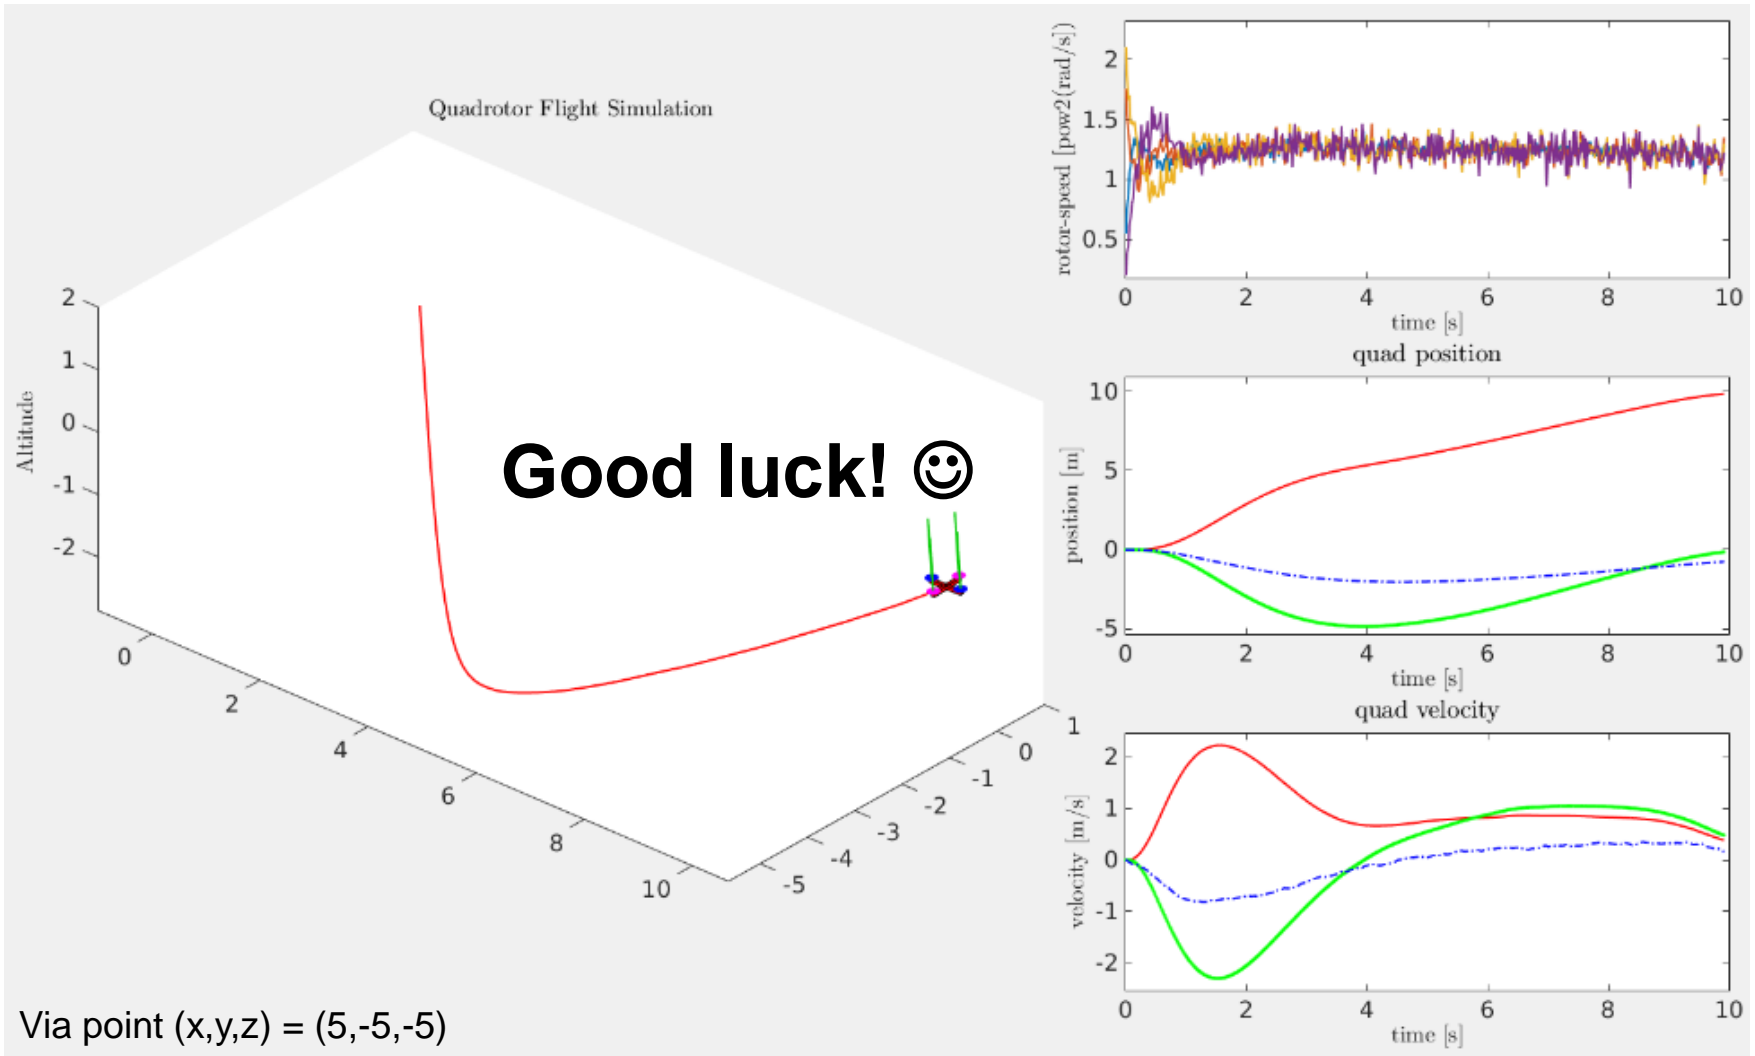 Quadrotor Flight Simulation
Altitude
2
1
0
-1
-2
0
2
4
6
8
10
-5
-4
-3
-2
-1
0
1
Good luck! ☺
Via point (x,y,z) = (5,-5,-5)
rotor-speed [pow2(rad/s])
2
1.5
1
0.5
0 2 4 6 8 10
time [s]
quad position
position [m]
10
5
0
-5
0 2 4 6 8 10
time [s]
quad velocity
velocity [m/s]
2
1
0
-1
-2
0 2 4 6 8 10
time [s]